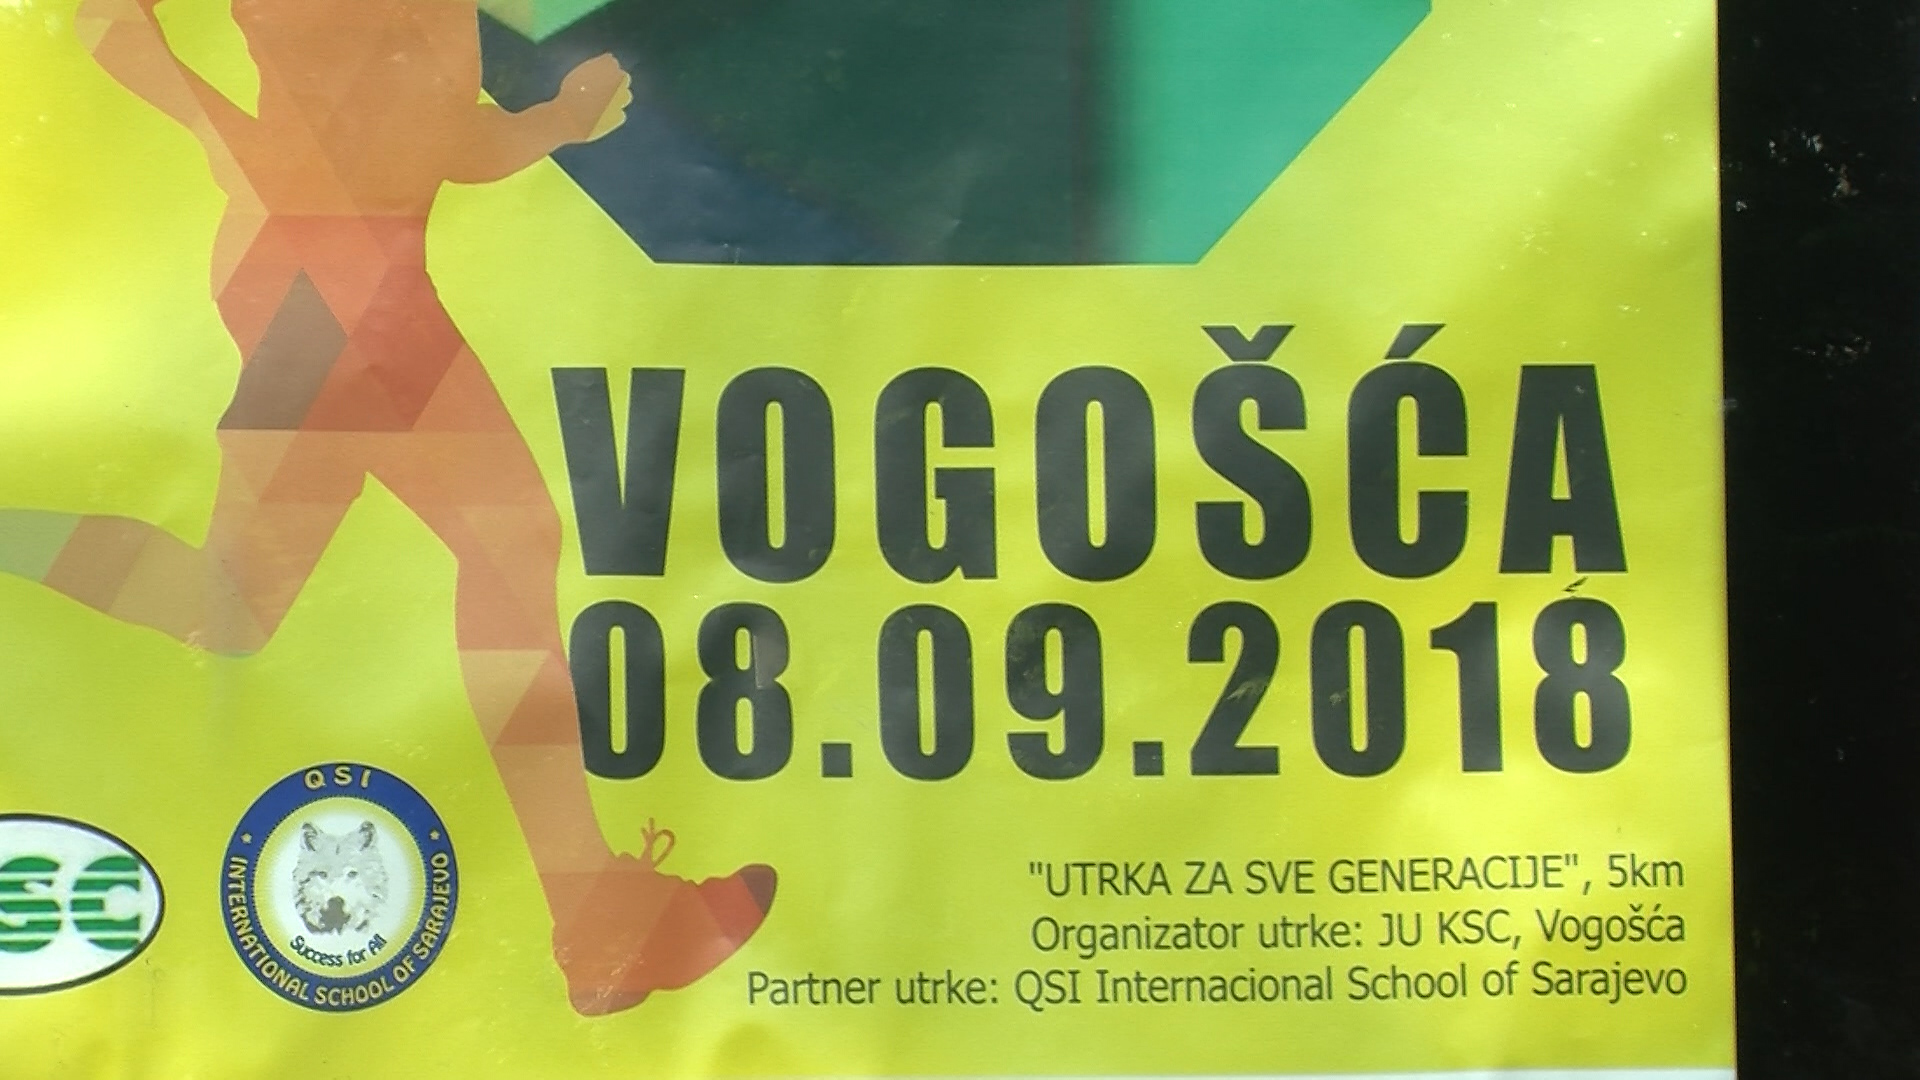 VOGOŠĆA
08.09.2018
"UTRKA ZA SVE GENERACIJE", 5km
Organizator utrke: JU KSC, Vogošća
Partner utrke: QSI Internacional School of Sarajevo
QSI
INTERNATIONAL SCHOOL OF SARAJEVO
Success for All
SC